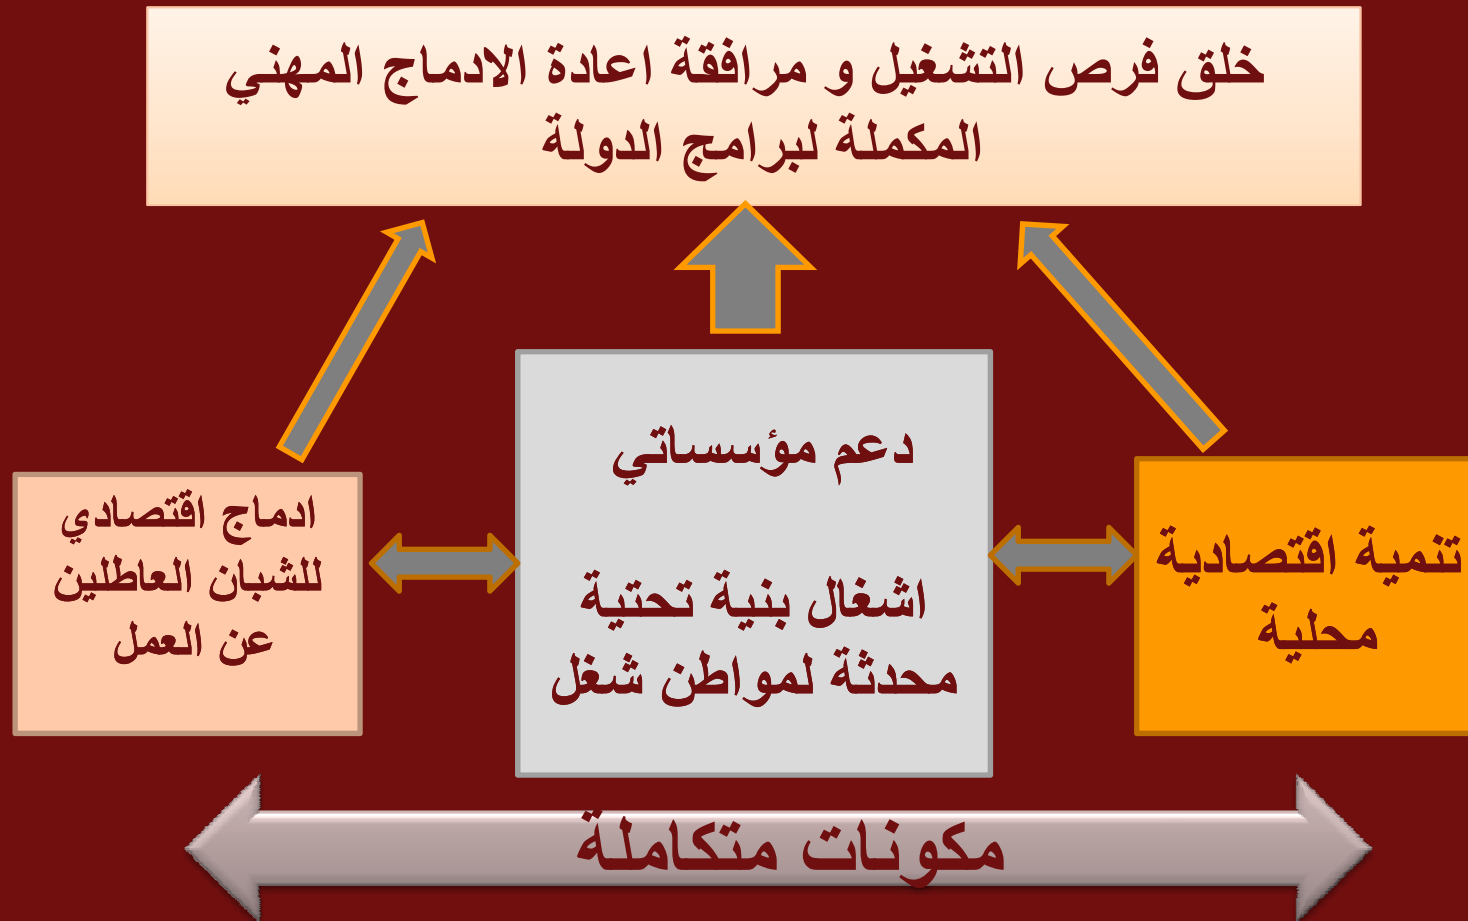 خلق فرص التشغيل و مرافقة اعادة الادماج المهني
المكملة لبرامج الدولة
تنمية اقتصادية
محلية
دعم مؤسساتي
اشغال بنية تحتية
محدثة لمواطن شغل
ادماج اقتصادي
للشبان العاطلين
عن العمل
مكونات متكاملة